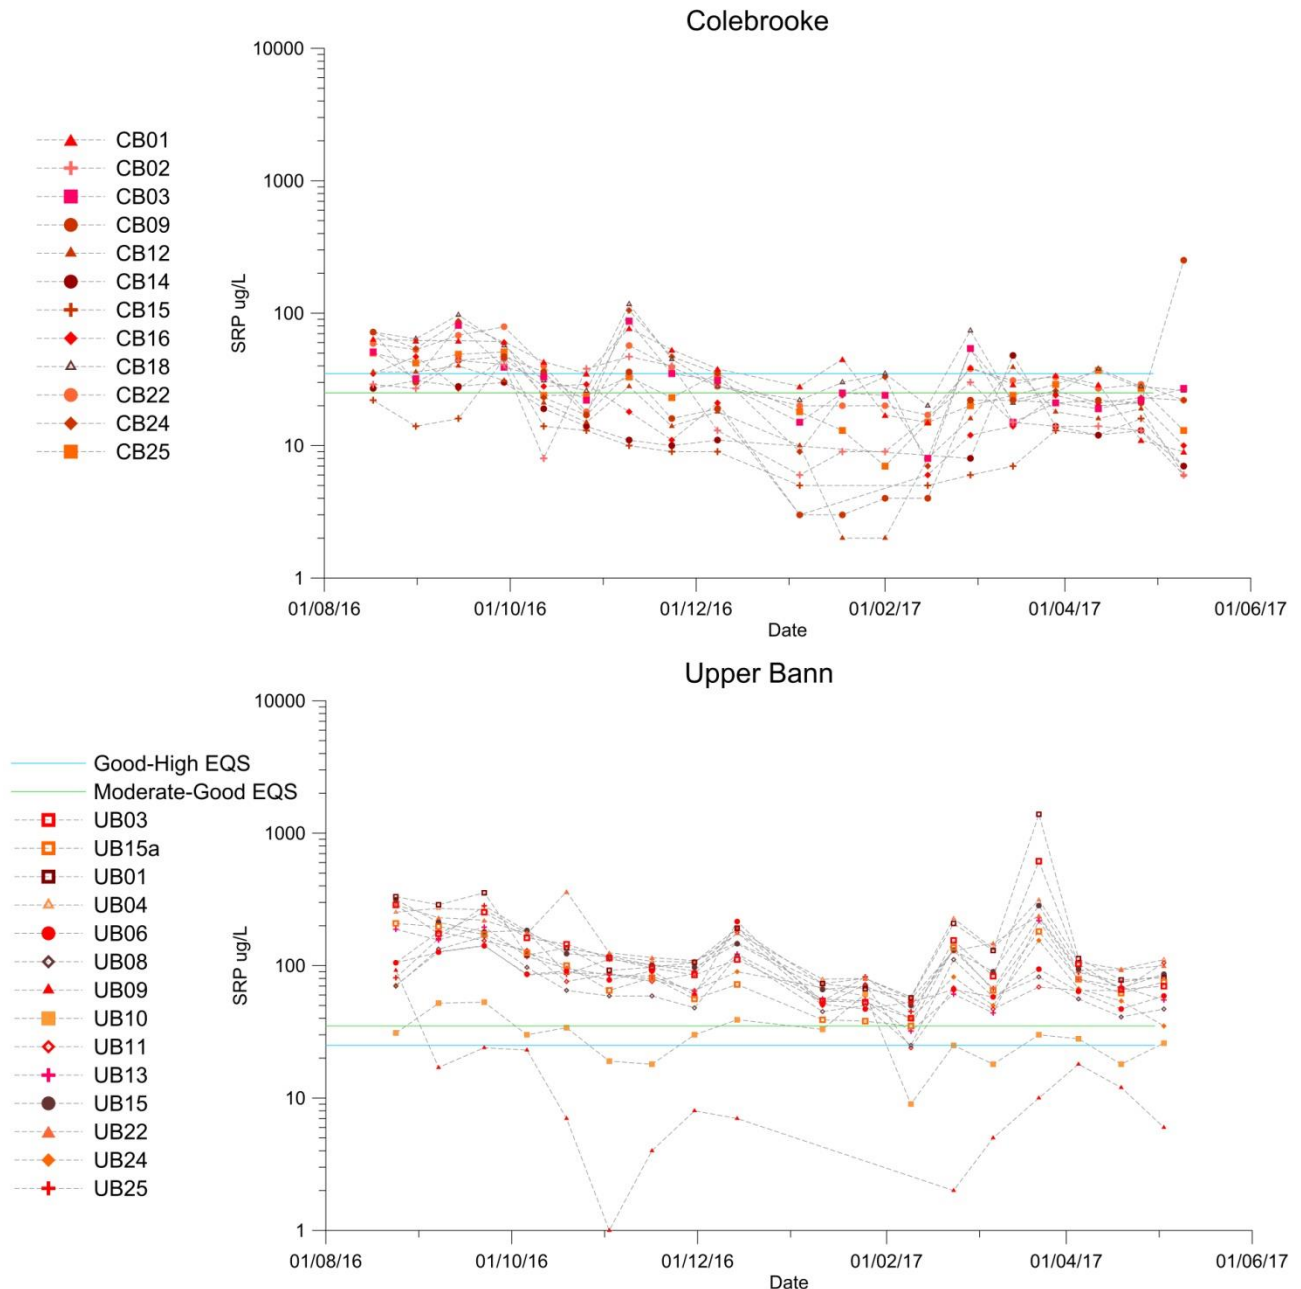 Colebrooke
10000
1000
100
10
1
SRP ug/L
01/08/16
01/10/16
01/12/16
01/02/17
01/04/17
01/06/17
Date
CB01
CB02
CB03
CB09
CB12
CB14
CB15
CB16
CB18
CB22
CB24
CB25
Upper Bann
10000
1000
100
10
1
SRP ug/L
01/08/16
01/10/16
01/12/16
01/02/17
01/04/17
01/06/17
Date
Good-High EQS
Moderate-Good EQS
UB03
UB15a
UB01
UB04
UB06
UB08
UB09
UB10
UB11
UB13
UB15
UB22
UB24
UB25